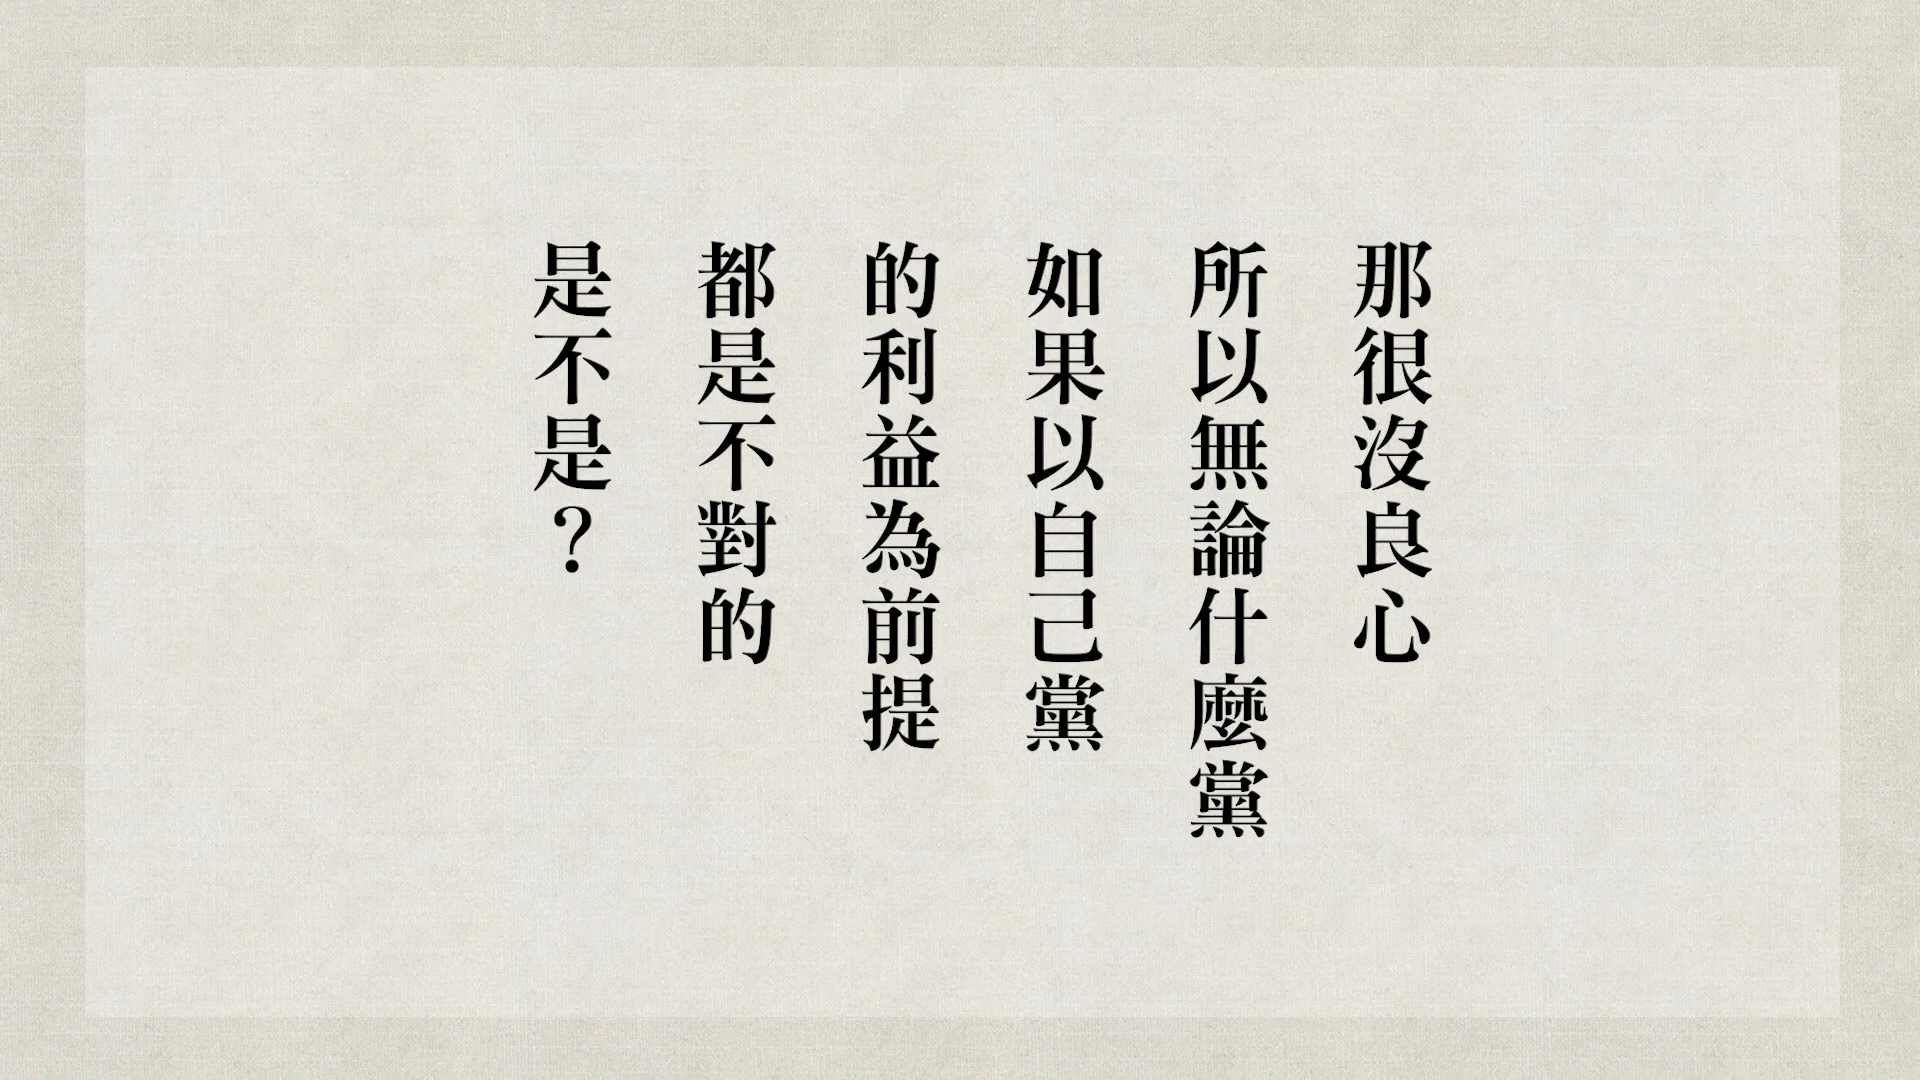 那很沒良心
所以無論什麼黨
如果以自己黨
的利益為前提
都是不對的
是不是？